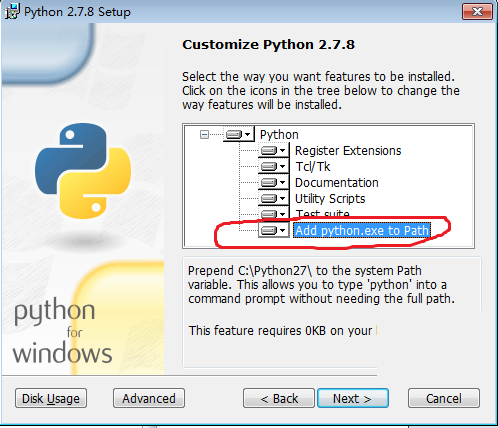 Python 2.7.8 Setup
Customize Python 2.7.8
Select the way you want features to be installed.
Click on the icons in the tree below to change the
way features will be installed.
Python
Register Extensions
Tcl/Tk
Documentation
Utility Scripts
Test suite
Add python.exe to Path
Prepend C:\Python27\ to the system Path
variable. This allows you to type 'python' into a
command prompt without needing the full path.
This feature requires 0KB on your
python
for
windows
Disk Usage
Advanced
< Back
Next >
Cancel